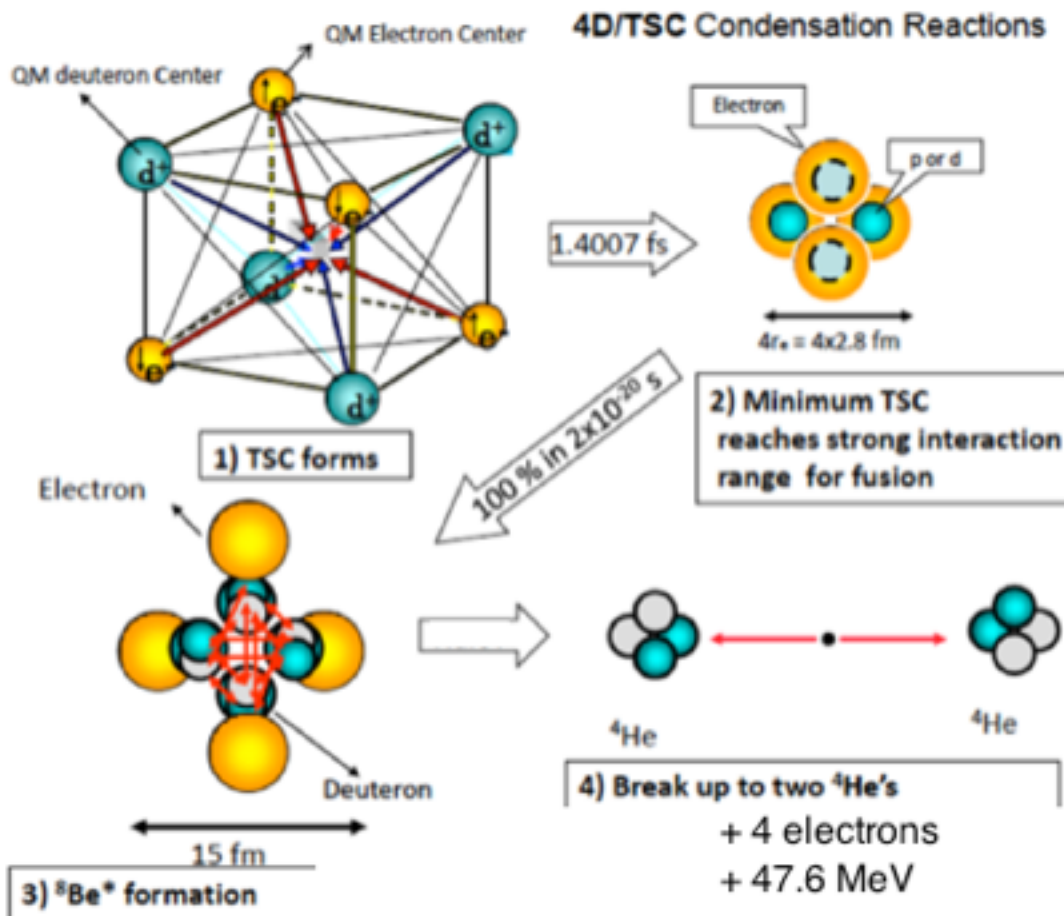 4D/TSC Condensation Reactions
QM Electron Center
QM deuteron Center
e
d⁺
d⁺
e
d
e
e
d⁺
1.4007 fs
Electron
p or d
4rₑ = 4x2.8 fm
1) TSC forms
2) Minimum TSC
reaches strong interaction
range for fusion
100 % in 2x10⁻²⁰ s
Electron
Deuteron
15 fm
3) ⁸Be* formation
⁴He
⁴He
4) Break up to two ⁴He's
+ 4 electrons
+ 47.6 MeV